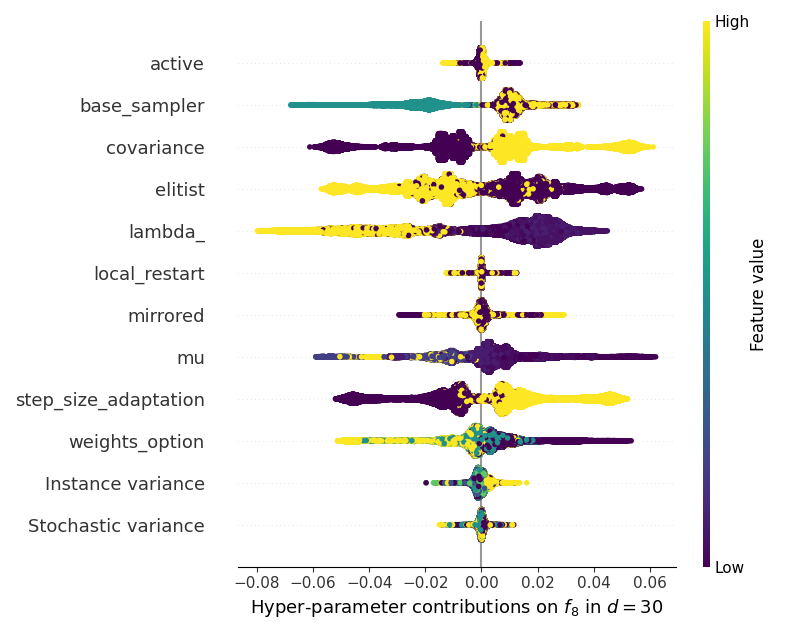 High
active
base_sampler
covariance
elitist
lambda_
local_restart
mirrored
mu
step_size_adaptation
weights_option
Instance variance
Stochastic variance
Feature value
Low
−0.08 −0.06 −0.04 −0.02 0.00 0.02 0.04 0.06
Hyper-parameter contributions on f₈ in d = 30